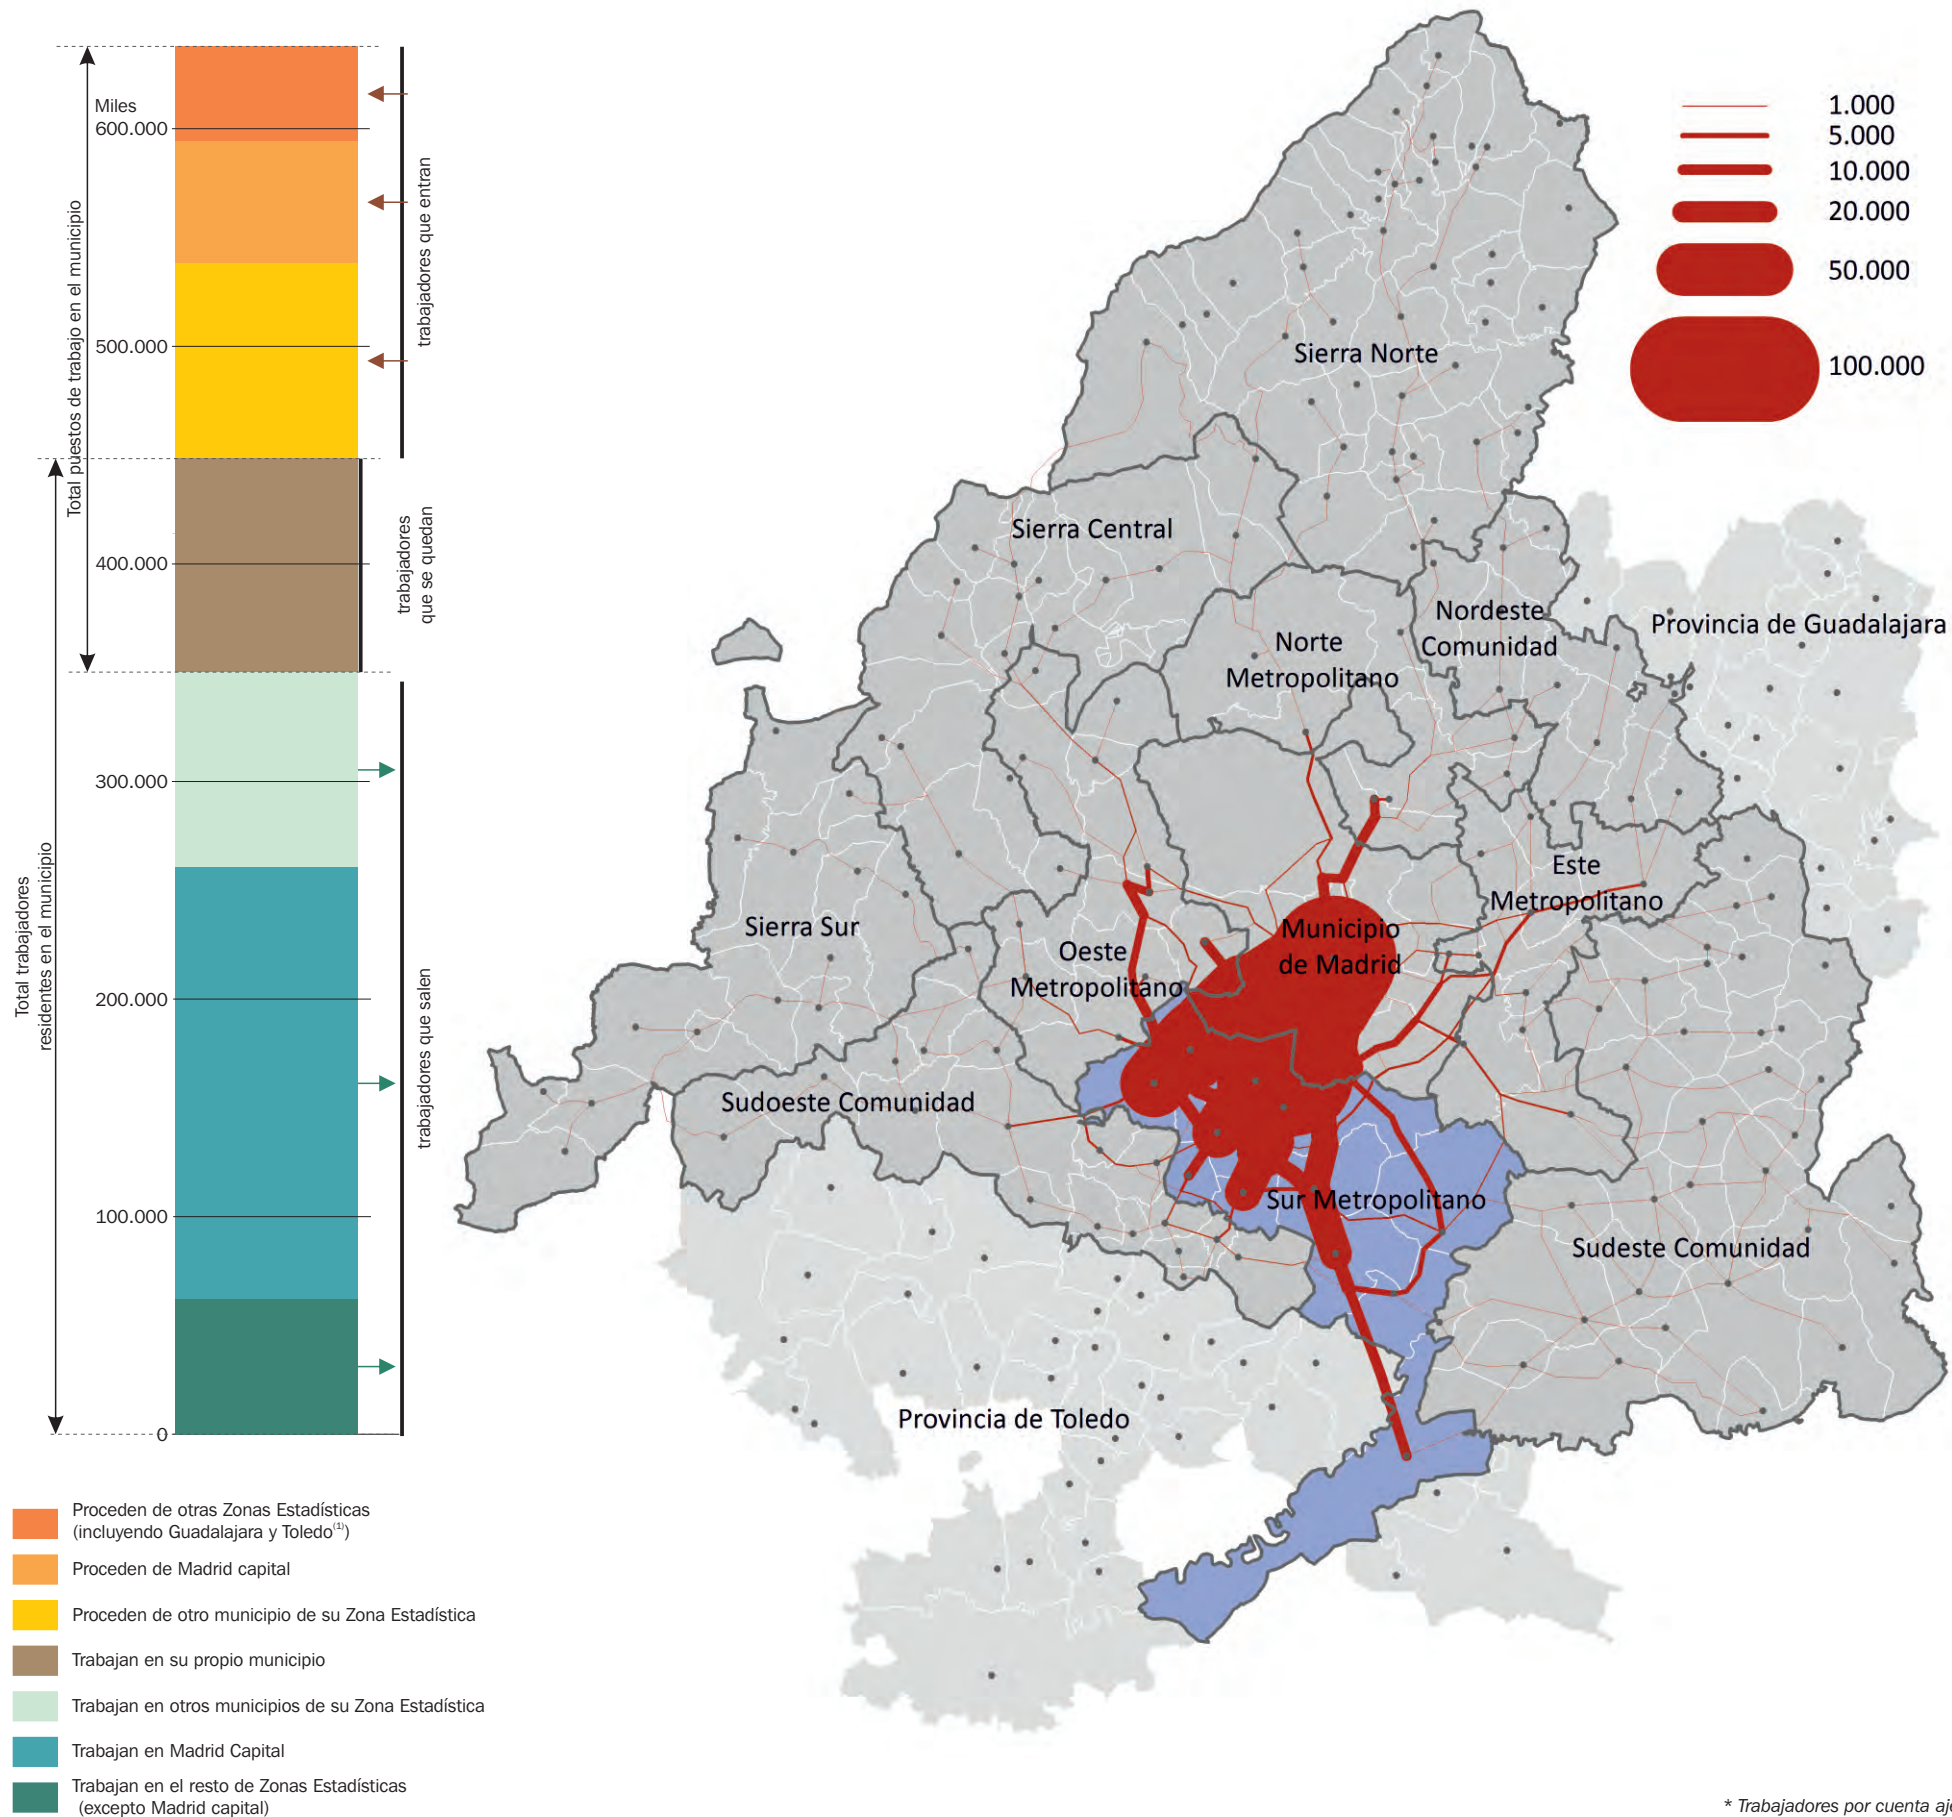 Miles
600.000
500.000
400.000
300.000
200.000
100.000
0
Total puestos de trabajo en el municipio
Total trabajadores
residentes en el municipio
trabajadores que entran
trabajadores
que se quedan
trabajadores que salen
Proceden de otras Zonas Estadísticas
(incluyendo Guadalajara y Toledo(1))
Proceden de Madrid capital
Proceden de otro municipio de su Zona Estadística
Trabajan en su propio municipio
Trabajan en otros municipios de su Zona Estadística
Trabajan en Madrid Capital
Trabajan en el resto de Zonas Estadísticas
(excepto Madrid capital)
1.000
5.000
10.000
20.000
50.000
100.000
Sierra Norte
Sierra Central
Norte
Metropolitano
Nordeste
Comunidad
Provincia de Guadalajara
Este
Metropolitano
Sierra Sur
Oeste
Metropolitano
Municipio
de Madrid
Sudoeste Comunidad
Sur Metropolitano
Sudeste Comunidad
Provincia de Toledo
* Trabajadores por cuenta